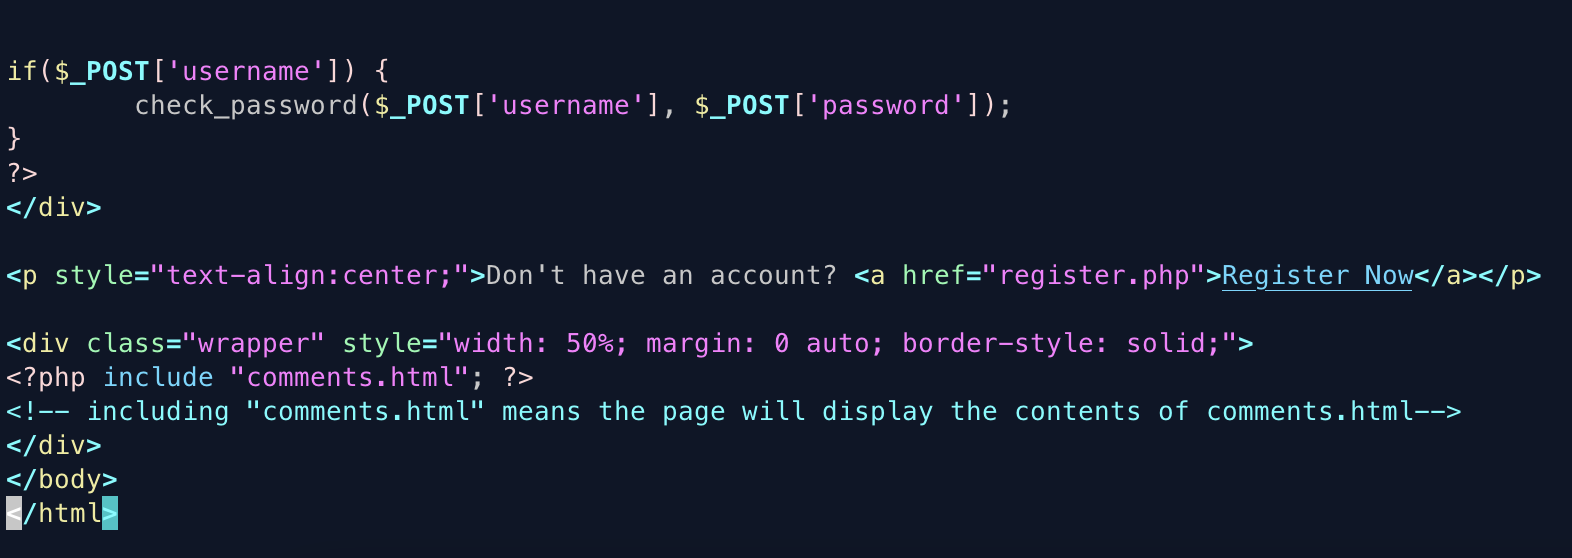 if($_POST['username']) {
        check_password($_POST['username'], $_POST['password']);
}
?>
</div>
<p style="text-align:center;">Don't have an account? <a href="register.php">Register Now</a></p>
<div class="wrapper" style="width: 50%; margin: 0 auto; border-style: solid;">
<?php include "comments.html"; ?>
<!-- including "comments.html" means the page will display the contents of comments.html-->
</div>
</body>
</html>